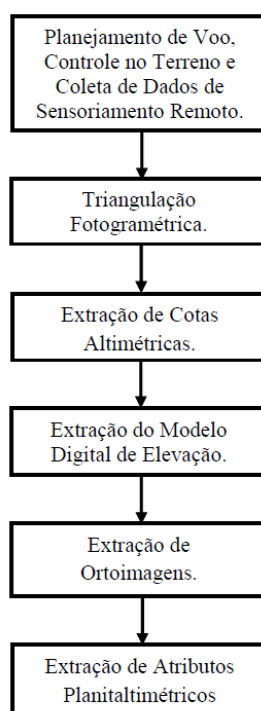 Planejamento de Voo,
Controle no Terreno e
Coleta de Dados de
Sensoriamento Remoto.
Triangulação
Fotogramétrica.
Extração de Cotas
Altimétricas.
Extração do Modelo
Digital de Elevação.
Extração de
Ortoimagens.
Extração de Atributos
Planitaltimétricos